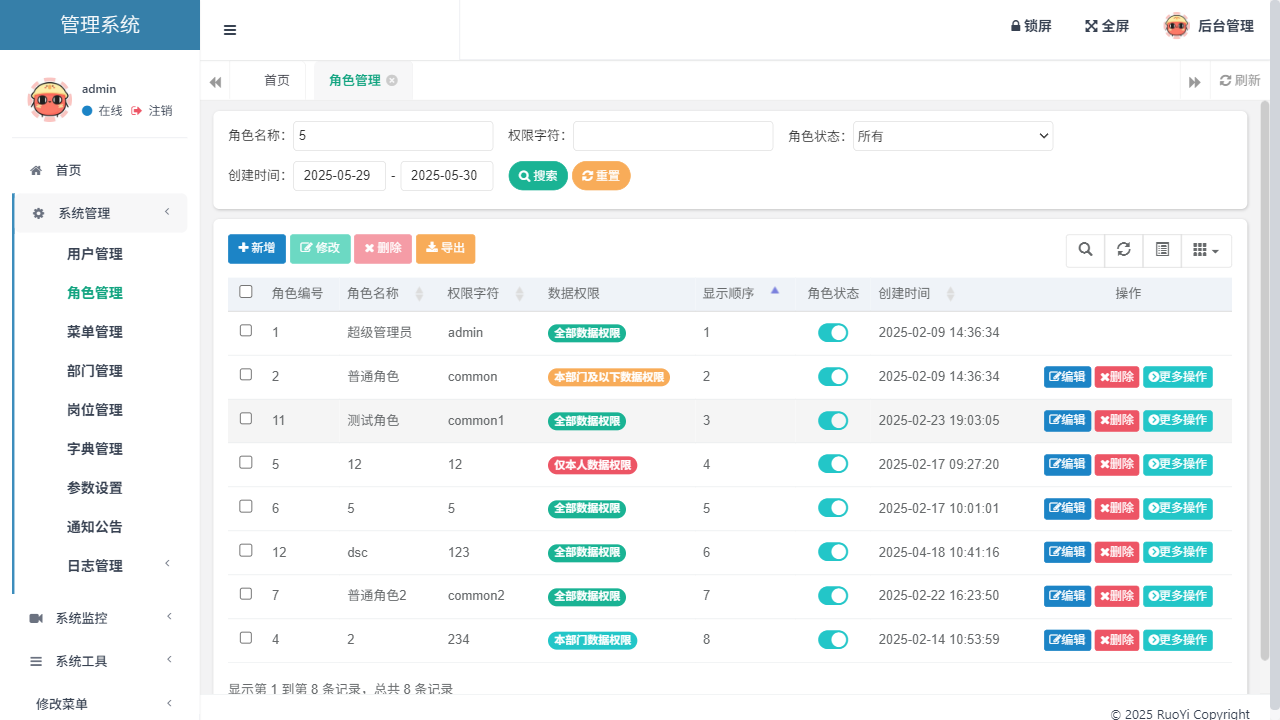 管理系统
锁屏 全屏 后台管理
首页 角色管理 刷新
admin
在线 注销
首页
系统管理
用户管理
角色管理
菜单管理
部门管理
岗位管理
字典管理
参数设置
通知公告
日志管理
系统监控
系统工具
修改菜单
角色名称： 5 权限字符： 角色状态： 所有
创建时间： 2025-05-29 - 2025-05-30 搜索 重置
新增 修改 删除 导出
角色编号 角色名称 权限字符 数据权限 显示顺序 角色状态 创建时间 操作
1 超级管理员 admin 全部数据权限 1 2025-02-09 14:36:34
2 普通角色 common 本部门及以下数据权限 2 2025-02-09 14:36:34 编辑 删除 更多操作
11 测试角色 common1 全部数据权限 3 2025-02-23 19:03:05 编辑 删除 更多操作
5 12 12 仅本人数据权限 4 2025-02-17 09:27:20 编辑 删除 更多操作
6 5 5 全部数据权限 5 2025-02-17 10:01:01 编辑 删除 更多操作
12 dsc 123 全部数据权限 6 2025-04-18 10:41:16 编辑 删除 更多操作
7 普通角色2 common2 全部数据权限 7 2025-02-22 16:23:50 编辑 删除 更多操作
4 2 234 本部门数据权限 8 2025-02-14 10:53:59 编辑 删除 更多操作
显示第 1 到第 8 条记录，总共 8 条记录
© 2025 RuoYi Copyright